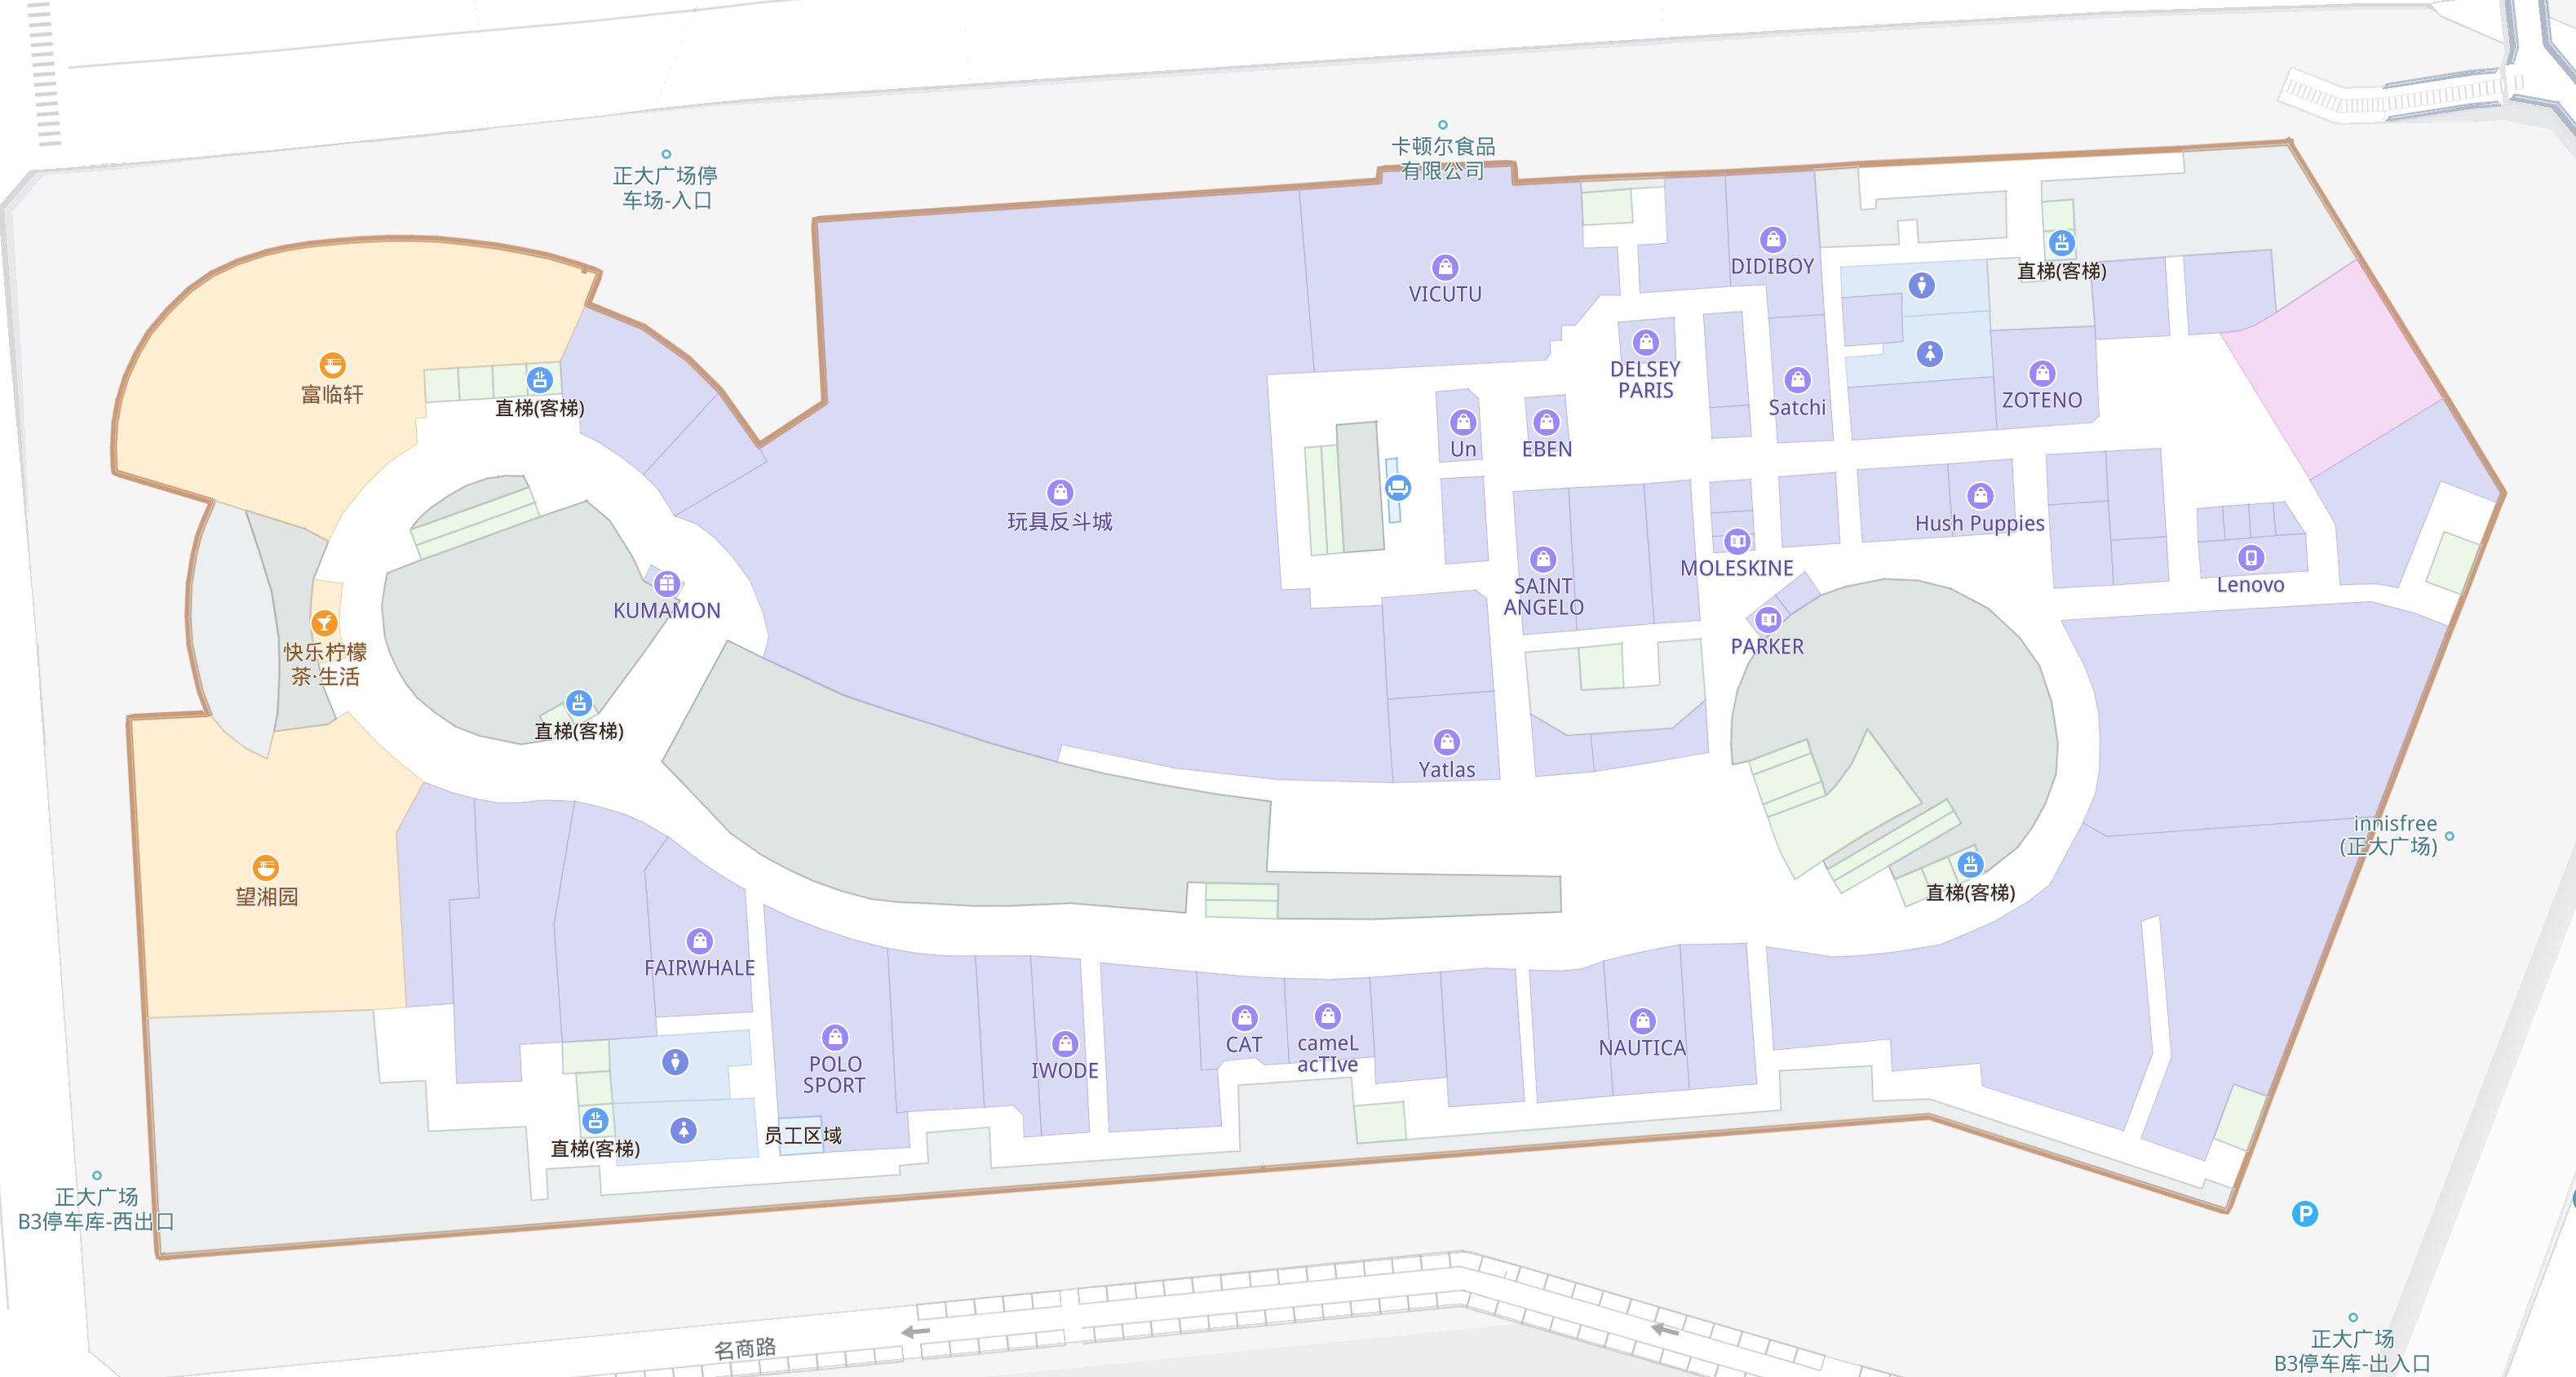 卡顿尔食品
有限公司
正大广场停
车场-入口
DIDIBOY
直梯(客梯)
VICUTU
富临轩
直梯(客梯)
DELSEY
PARIS
Satchi
ZOTENO
Un
EBEN
玩具反斗城
Hush Puppies
MOLESKINE
SAINT
ANGELO
Lenovo
KUMAMON
PARKER
快乐柠檬
茶·生活
直梯(客梯)
Yatlas
innisfree
(正大广场)
望湘园
直梯(客梯)
FAIRWHALE
POLO
SPORT
IWODE
CAT
cameL
acTIve
NAUTICA
员工区域
直梯(客梯)
正大广场
B3停车库-西出口
P
名商路
正大广场
B3停车库-出入口